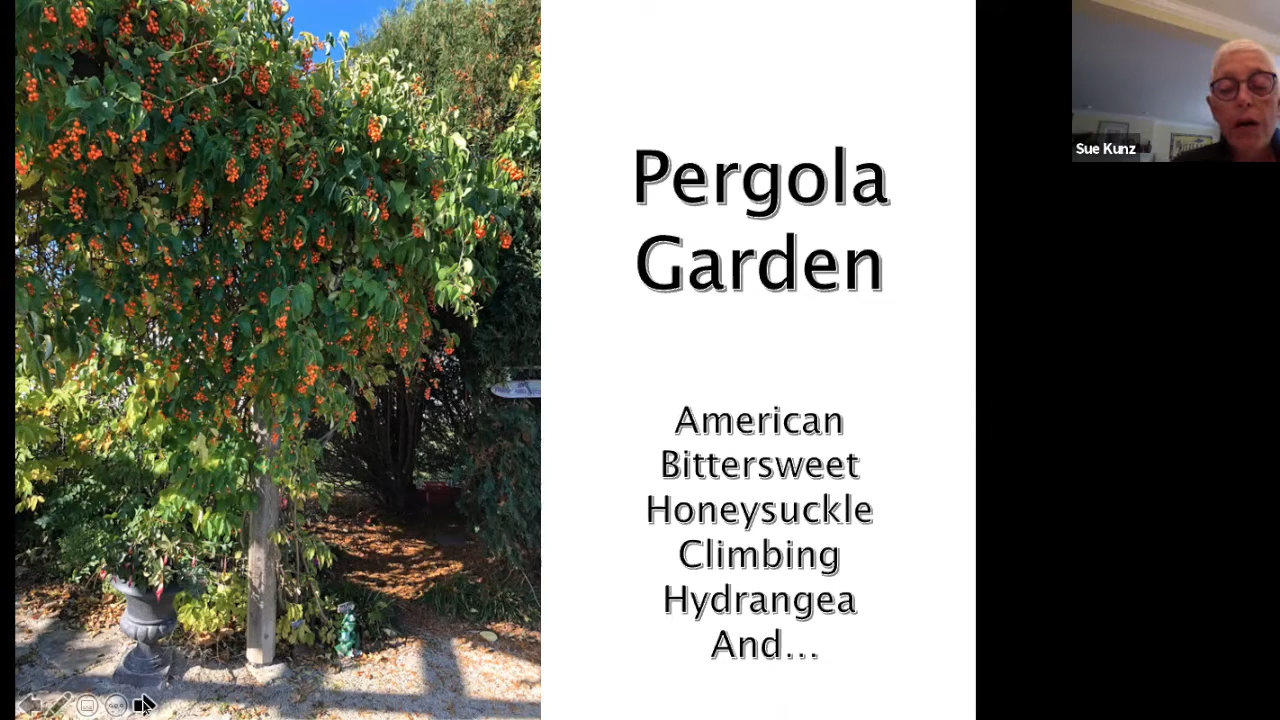 Pergola
Garden
American
Bittersweet
Honeysuckle
Climbing
Hydrangea
And...
Sue Kunz